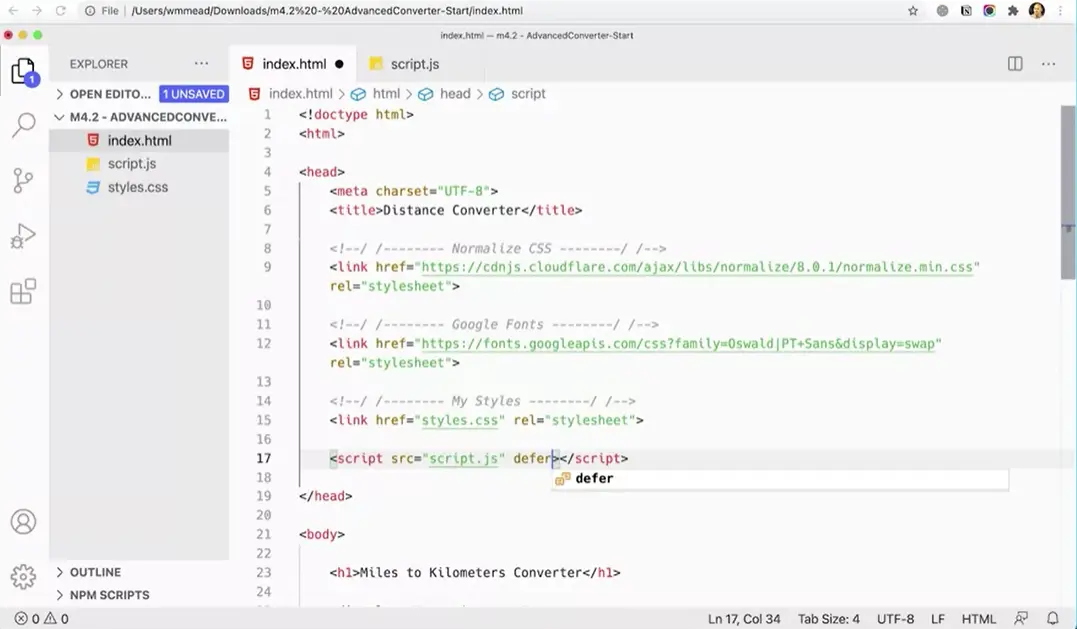 File | /Users/wmmead/Downloads/m4.2%20-%20AdvancedConverter-Start/index.html
index.html — m4.2 - AdvancedConverter-Start
EXPLORER ··· index.html ● script.js ···
1
OPEN EDITO... 1 UNSAVED
index.html > html > head > script
M4.2 - ADVANCEDCONVE...
index.html
script.js
styles.css
1 <!doctype html>
2 <html>
3
4 <head>
5 <meta charset="UTF-8">
6 <title>Distance Converter</title>
7
8 <!--/ /-------- Normalize CSS --------/ /-->
9 <link href="https://cdnjs.cloudflare.com/ajax/libs/normalize/8.0.1/normalize.min.css"
rel="stylesheet">
10
11 <!--/ /-------- Google Fonts --------/ /-->
12 <link href="https://fonts.googleapis.com/css?family=Oswald|PT+Sans&display=swap"
rel="stylesheet">
13
14 <!--/ /-------- My Styles --------/ /-->
15 <link href="styles.css" rel="stylesheet">
16
17 <script src="script.js" defer></script>
defer
18
19 </head>
20
21 <body>
22
23 <h1>Miles to Kilometers Converter</h1>
24
OUTLINE
NPM SCRIPTS
0 0 Ln 17, Col 34 Tab Size: 4 UTF-8 LF HTML